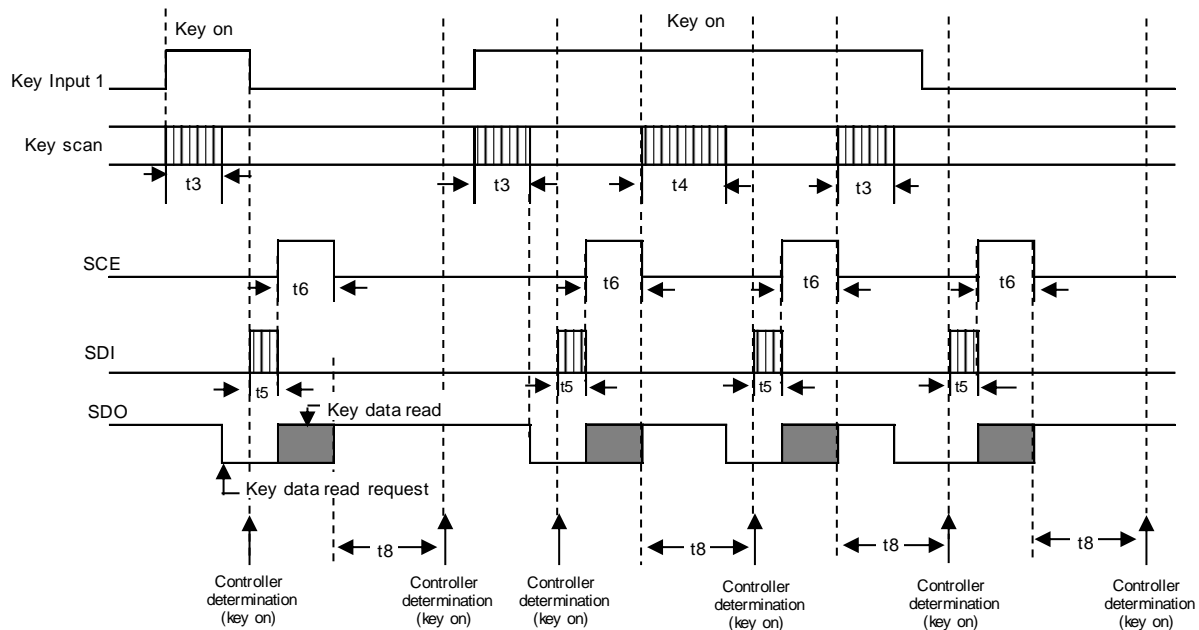 Key on
Key on
Key Input 1
Key scan
t3
t3
t4
t3
SCE
t6
t6
t6
t6
SDI
t5
t5
t5
t5
SDO
Key data read
Key data read request
t8
t8
t8
t8
Controller
determination
(key on)
Controller
determination
(key on)
Controller
determination
(key on)
Controller
determination
(key on)
Controller
determination
(key on)
Controller
determination
(key on)